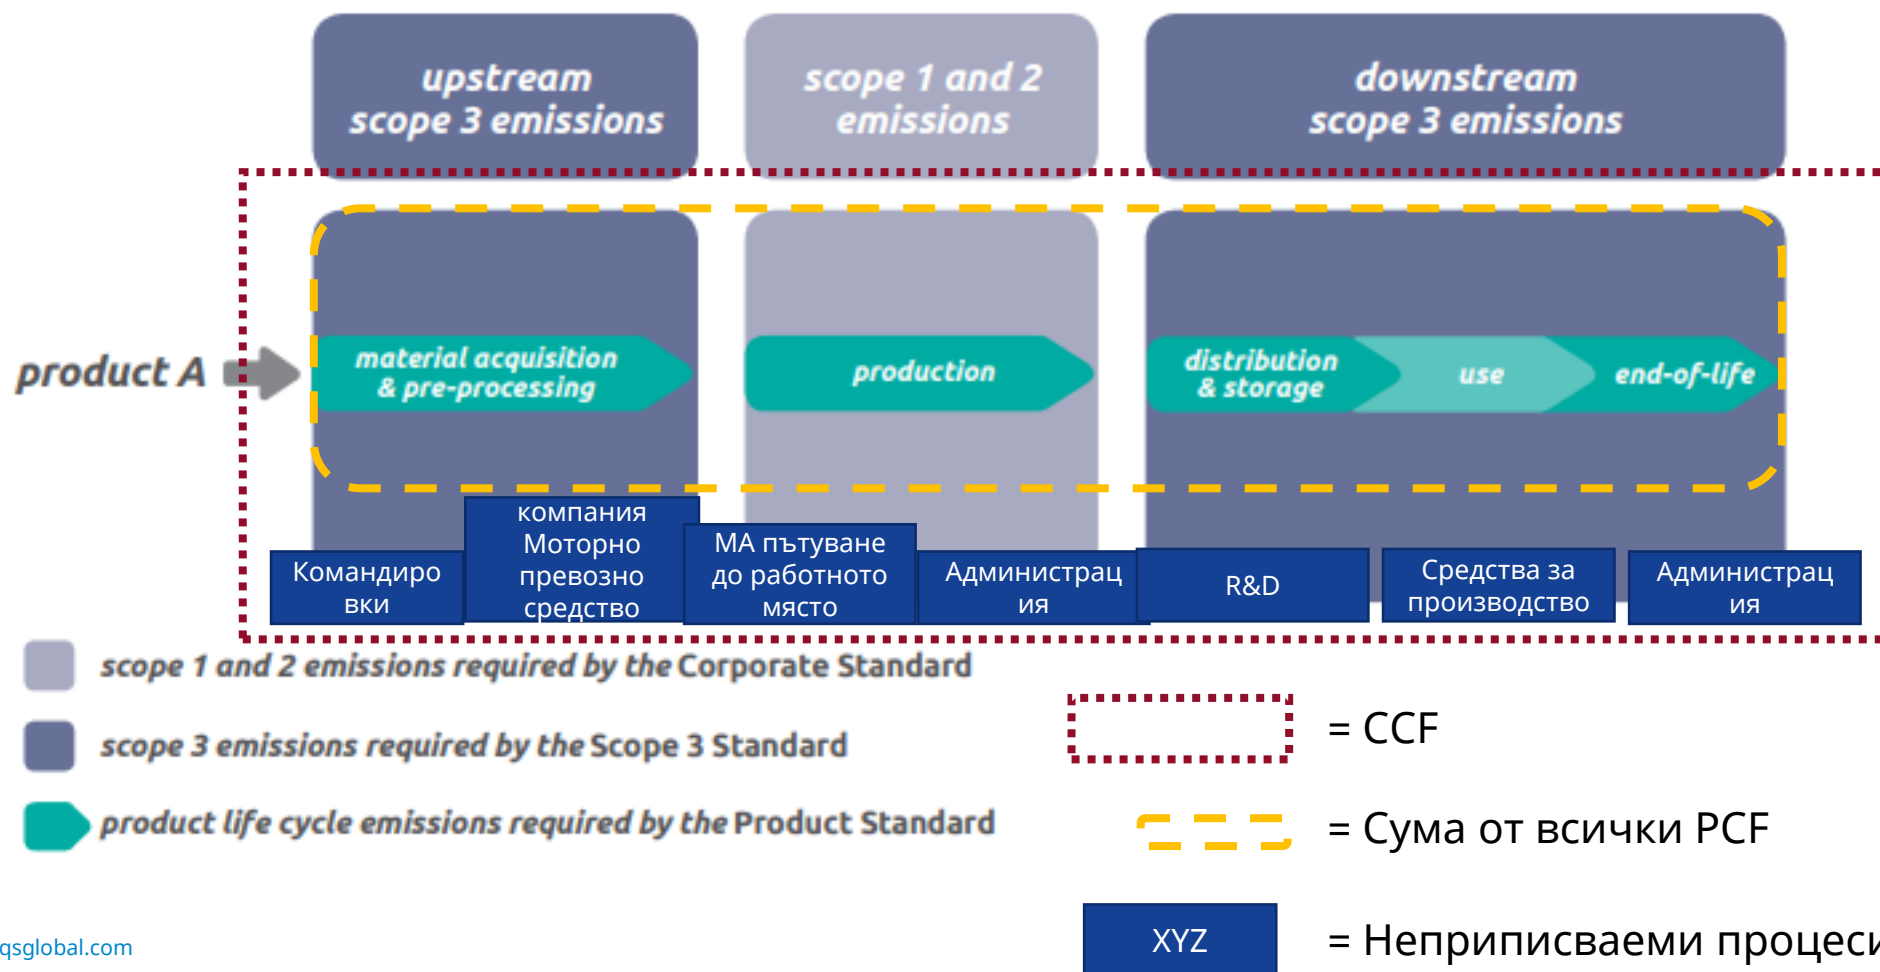 upstream
scope 3 emissions
scope 1 and 2
emissions
downstream
scope 3 emissions
product A
material acquisition
& pre-processing
production
distribution
& storage
use
end-of-life
Командиро
вки
компания
Моторно
превозно
средство
МА пътуване
до работното
място
Администрац
ия
R&D
Средства за
производство
Администрац
ия
scope 1 and 2 emissions required by the Corporate Standard
scope 3 emissions required by the Scope 3 Standard
product life cycle emissions required by the Product Standard
= CCF
= Сума от всички PCF
XYZ
= Неприписваеми процеси
qsglobal.com